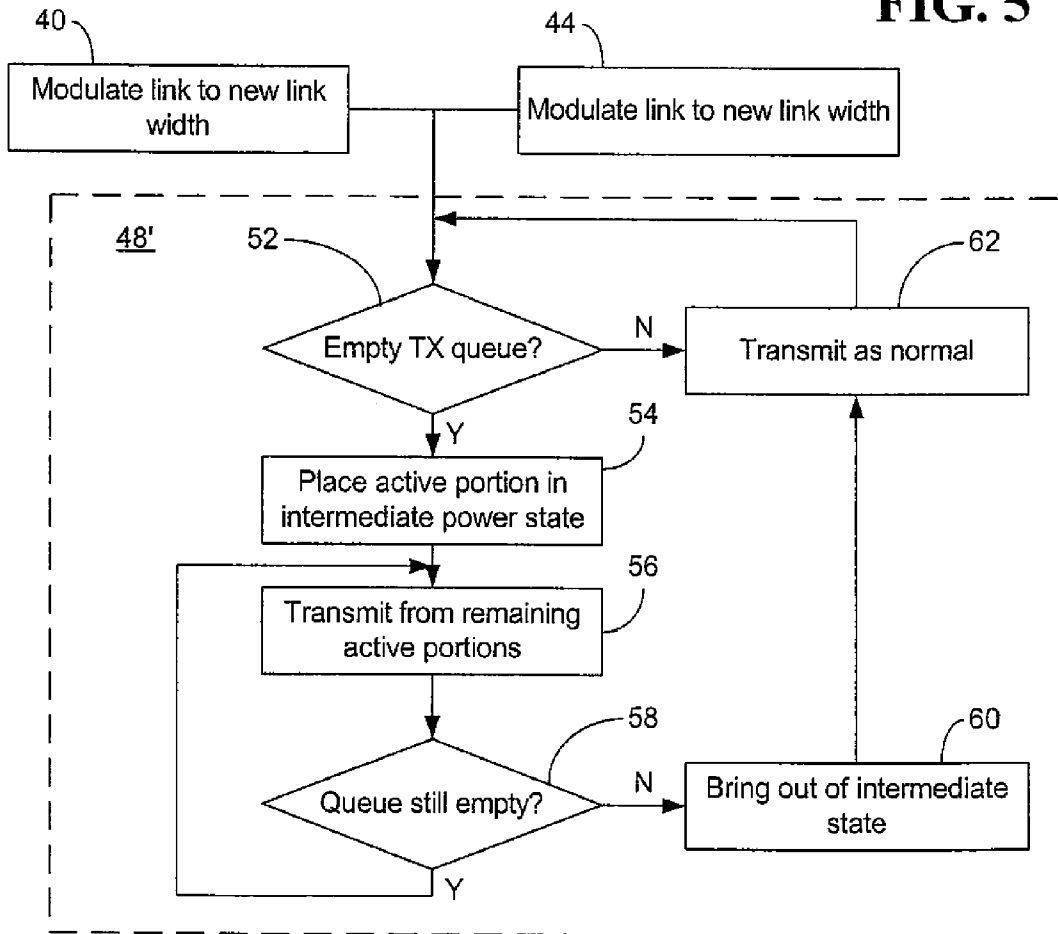 FIG. 5
40
44
Modulate link to new link
width
Modulate link to new link width
48'
52
62
Empty TX queue?
N
Transmit as normal
Y
54
Place active portion in
intermediate power state
56
Transmit from remaining
active portions
58
60
Queue still empty?
N
Bring out of intermediate
state
Y